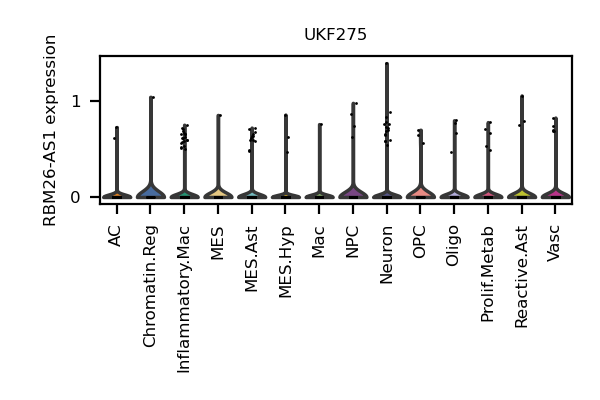 UKF275
RBM26-AS1 expression
1
0
AC
Chromatin.Reg
Inflammatory.Mac
MES
MES.Ast
MES.Hyp
Mac
NPC
Neuron
OPC
Oligo
Prolif.Metab
Reactive.Ast
Vasc